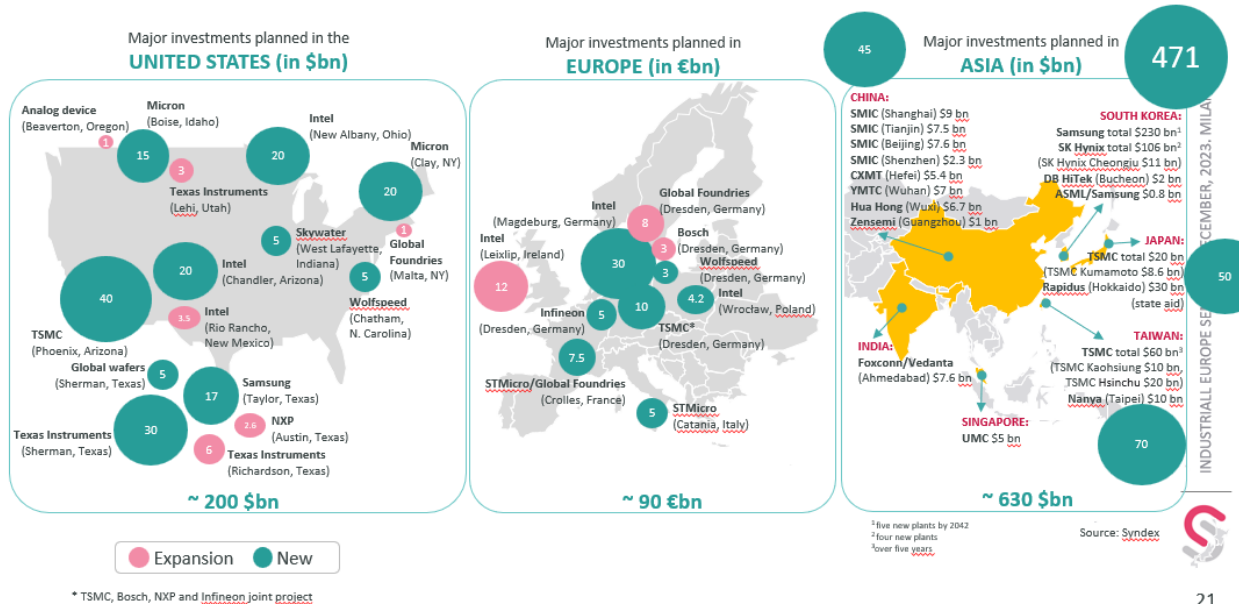 Major investments planned in the
UNITED STATES (in $bn)
Analog device
(Beaverton, Oregon)
1
Micron
(Boise, Idaho)
15
3
Texas Instruments
(Lehi, Utah)
Intel
(New Albany, Ohio)
20
Micron
(Clay, NY)
20
1
Global
Foundries
(Malta, NY)
Skywater
(West Lafayette,
Indiana)
5
5
Wolfspeed
(Chatham,
N. Carolina)
20
Intel
(Chandler, Arizona)
40
TSMC
(Phoenix, Arizona)
3.5
Intel
(Rio Rancho,
New Mexico)
Global wafers
(Sherman, Texas)
5
17
Samsung
(Taylor, Texas)
30
Texas Instruments
(Sherman, Texas)
2.6
NXP
(Austin, Texas)
6
Texas Instruments
(Richardson, Texas)
~ 200 $bn
Major investments planned in
EUROPE (in €bn)
Global Foundries
(Dresden, Germany)
8
Intel
(Magdeburg, Germany)
30
Intel
(Leixlip, Ireland)
12
Bosch
(Dresden, Germany)
3
Wolfspeed
(Dresden, Germany)
3
4.2
Intel
(Wrocław, Poland)
Infineon
(Dresden, Germany)
5
10
TSMC*
(Dresden, Germany)
7.5
STMicro/Global Foundries
(Crolles, France)
5
STMicro
(Catania, Italy)
~ 90 €bn
45
Major investments planned in
ASIA (in $bn)
471
CHINA:
SMIC (Shanghai) $9 bn
SMIC (Tianjin) $7.5 bn
SMIC (Beijing) $7.6 bn
SMIC (Shenzhen) $2.3 bn
CXMT (Hefei) $5.4 bn
YMTC (Wuhan) $7 bn
Hua Hong (Wuxi) $6.7 bn
Zensemi (Guangzhou) $1 bn
SOUTH KOREA:
Samsung total $230 bn¹
SK Hynix total $106 bn²
(SK Hynix Cheongju $11 bn)
DB HiTek (Bucheon) $2 bn
ASML/Samsung $0.8 bn
JAPAN:
TSMC total $20 bn
(TSMC Kumamoto $8.6 bn)
Rapidus (Hokkaido) $30 bn
(state aid)
50
TAIWAN:
TSMC total $60 bn³
(TSMC Kaohsiung $10 bn,
TSMC Hsinchu $20 bn)
Nanya (Taipei) $10 bn
70
INDIA:
Foxconn/Vedanta
(Ahmedabad) $7.6 bn
SINGAPORE:
UMC $5 bn
~ 630 $bn
¹ five new plants by 2042
² four new plants
³over five years
Source: Syndex
Expansion
New
* TSMC, Bosch, NXP and Infineon joint project
INDUSTRIALL EUROPE
2023. MILA
21